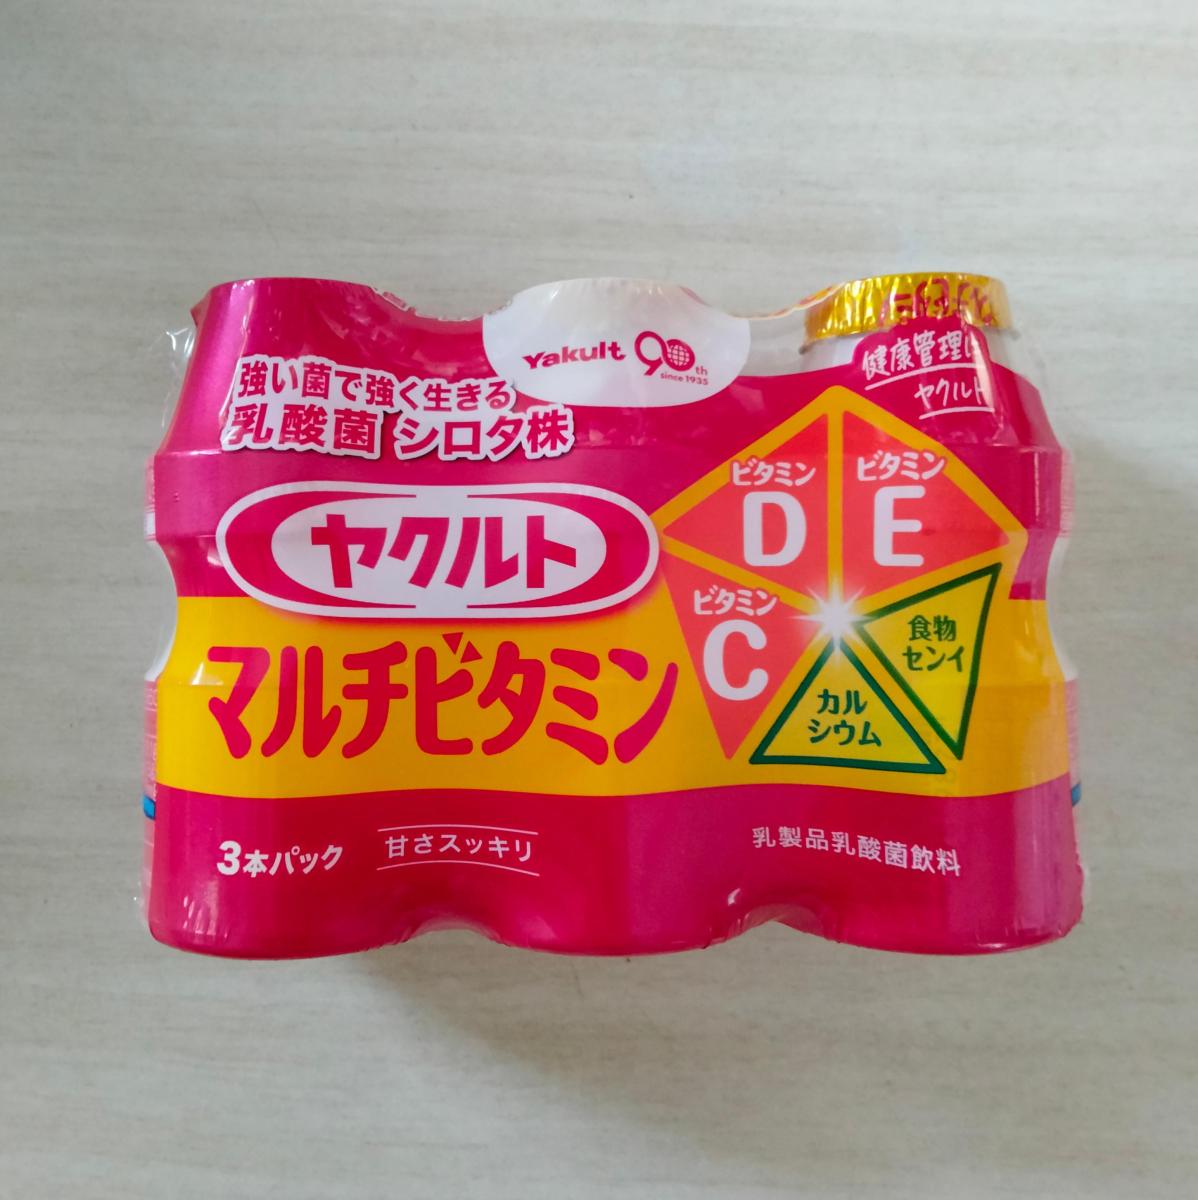 Yakult 90th
since 1935
健康管理に
ヤクルト
強い菌で強く生きる
乳酸菌 シロタ株
ヤクルト
マルチビタミン
ビタミン
D
ビタミン
E
ビタミン
C
食物
センイ
カル
シウム
3本パック
甘さスッキリ
乳製品乳酸菌飲料